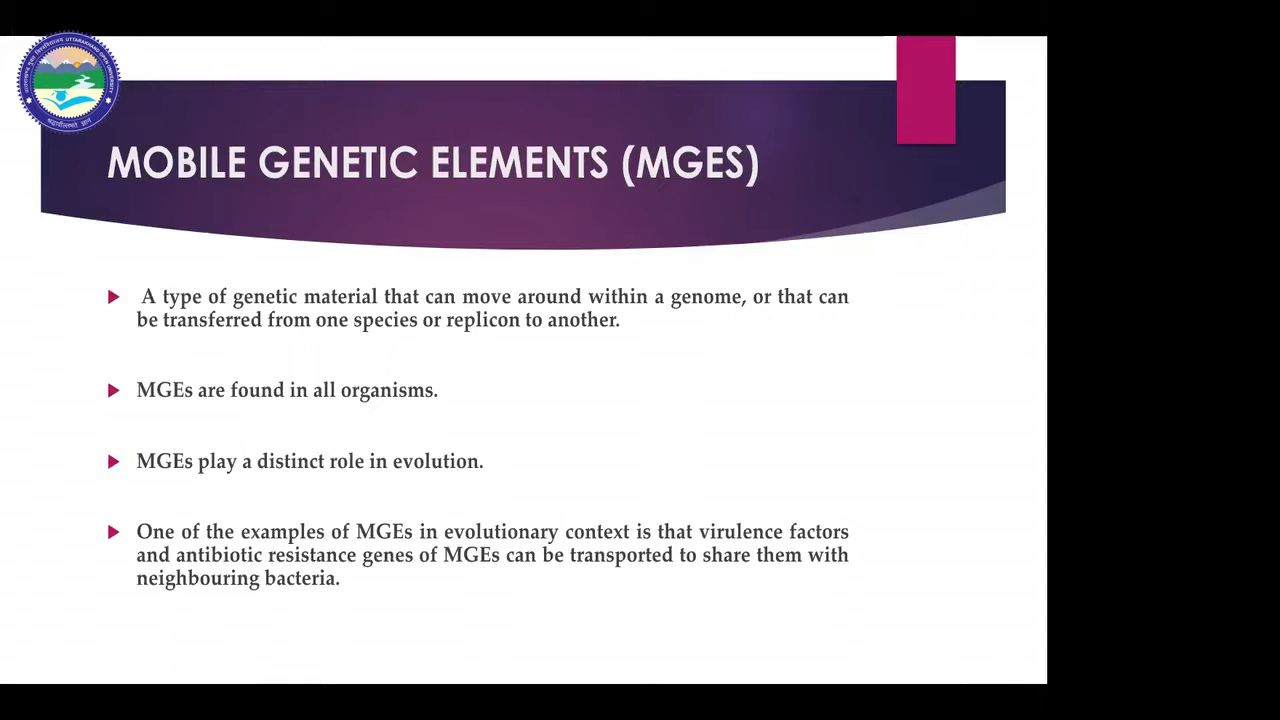 UTTARAKHAND OPEN UNIVERSITY
MOBILE GENETIC ELEMENTS (MGES)
A type of genetic material that can move around within a genome, or that can
be transferred from one species or replicon to another.
MGEs are found in all organisms.
MGEs play a distinct role in evolution.
One of the examples of MGEs in evolutionary context is that virulence factors
and antibiotic resistance genes of MGEs can be transported to share them with
neighbouring bacteria.